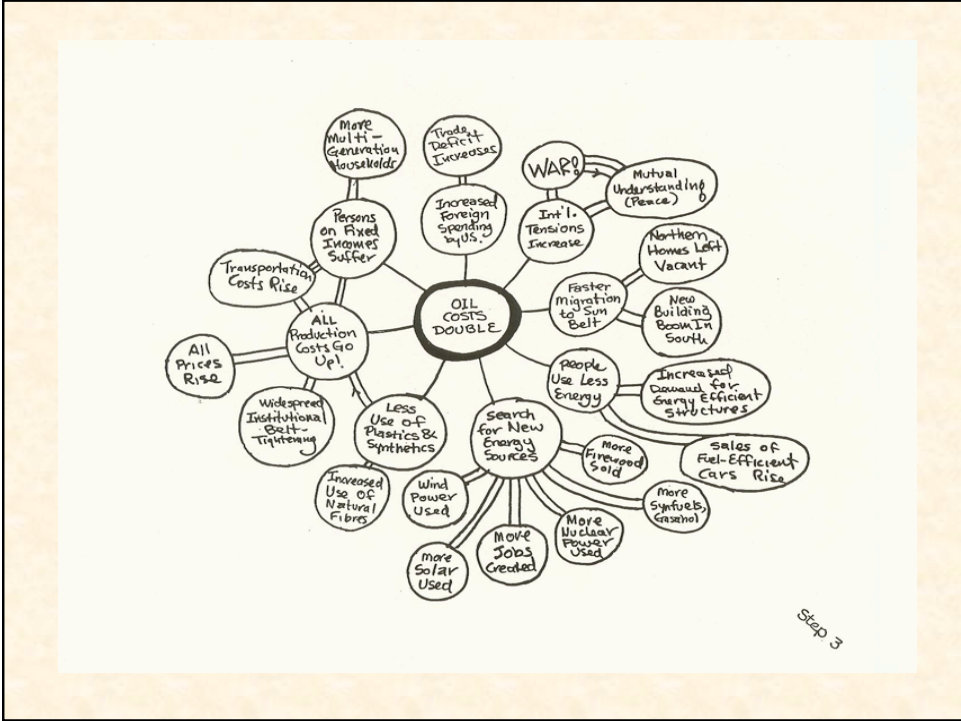 More
Multi-
Generation
Households
Trade
Deficit
Increases
WAR?
Mutual
Understanding
(Peace)
Persons
on Fixed
Incomes
Suffer
Increased
Foreign
Spending
by U.S.
Int'l.
Tensions
Increase
Northern
Homes Left
Vacant
Transportation
Costs Rise
OIL
COSTS
DOUBLE
Faster
Migration
to Sun
Belt
New
Building
Boom In
South
ALL
Production
Costs Go
Up!
All
Prices
Rise
People
Use Less
Energy
Increased
Demand for
Energy Efficient
Structures
Widespread
Institutional
Belt-
Tightening
Less
Use of
Plastics &
Synthetics
Search
for New
Energy
Sources
More
Firewood
Sold
Sales of
Fuel-Efficient
Cars Rise
Increased
Use of
Natural
Fibres
Wind
Power
Used
More
Synfuels,
Gasohol
More
Solar
Used
More
Jobs
Created
More
Nuclear
Power
Used
Step 3